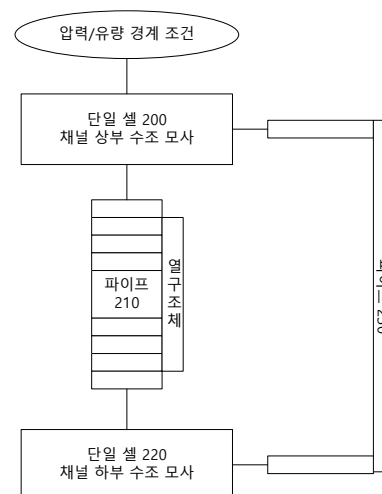 압력/유량 경계 조건
단일 셀 200
채널 상부 수조 모사
파이프
210
열구조체
단일 셀 220
채널 하부 수조 모사